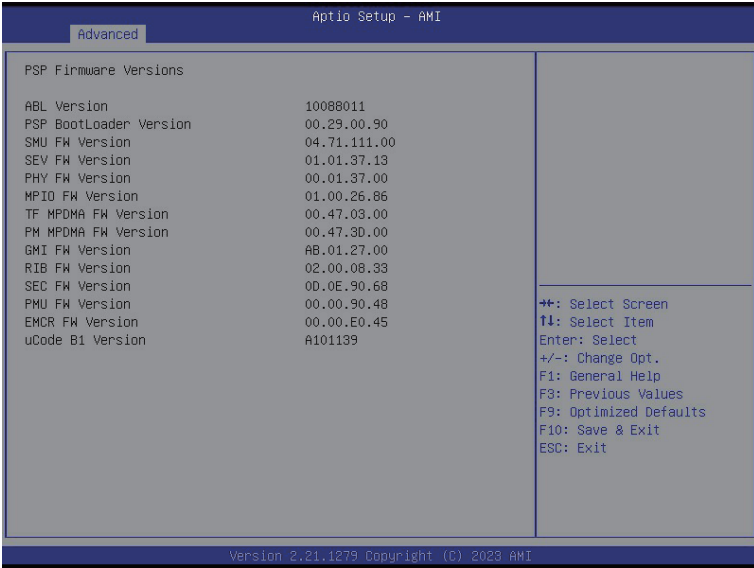 Aptio Setup – AMI
Advanced
PSP Firmware Versions
ABL Version 10088011
PSP BootLoader Version 00.29.00.90
SMU FW Version 04.71.111.00
SEV FW Version 01.01.37.13
PHY FW Version 00.01.37.00
MPIO FW Version 01.00.26.86
TF MPDMA FW Version 00.47.03.00
PM MPDMA FW Version 00.47.3D.00
GMI FW Version AB.01.27.00
RIB FW Version 02.00.08.33
SEC FW Version 0D.0E.90.68
PMU FW Version 00.00.90.48
EMCR FW Version 00.00.E0.45
uCode B1 Version A101139
→←: Select Screen
↑↓: Select Item
Enter: Select
+/-: Change Opt.
F1: General Help
F3: Previous Values
F9: Optimized Defaults
F10: Save & Exit
ESC: Exit
Version 2.21.1279 Copyright (C) 2023 AMI